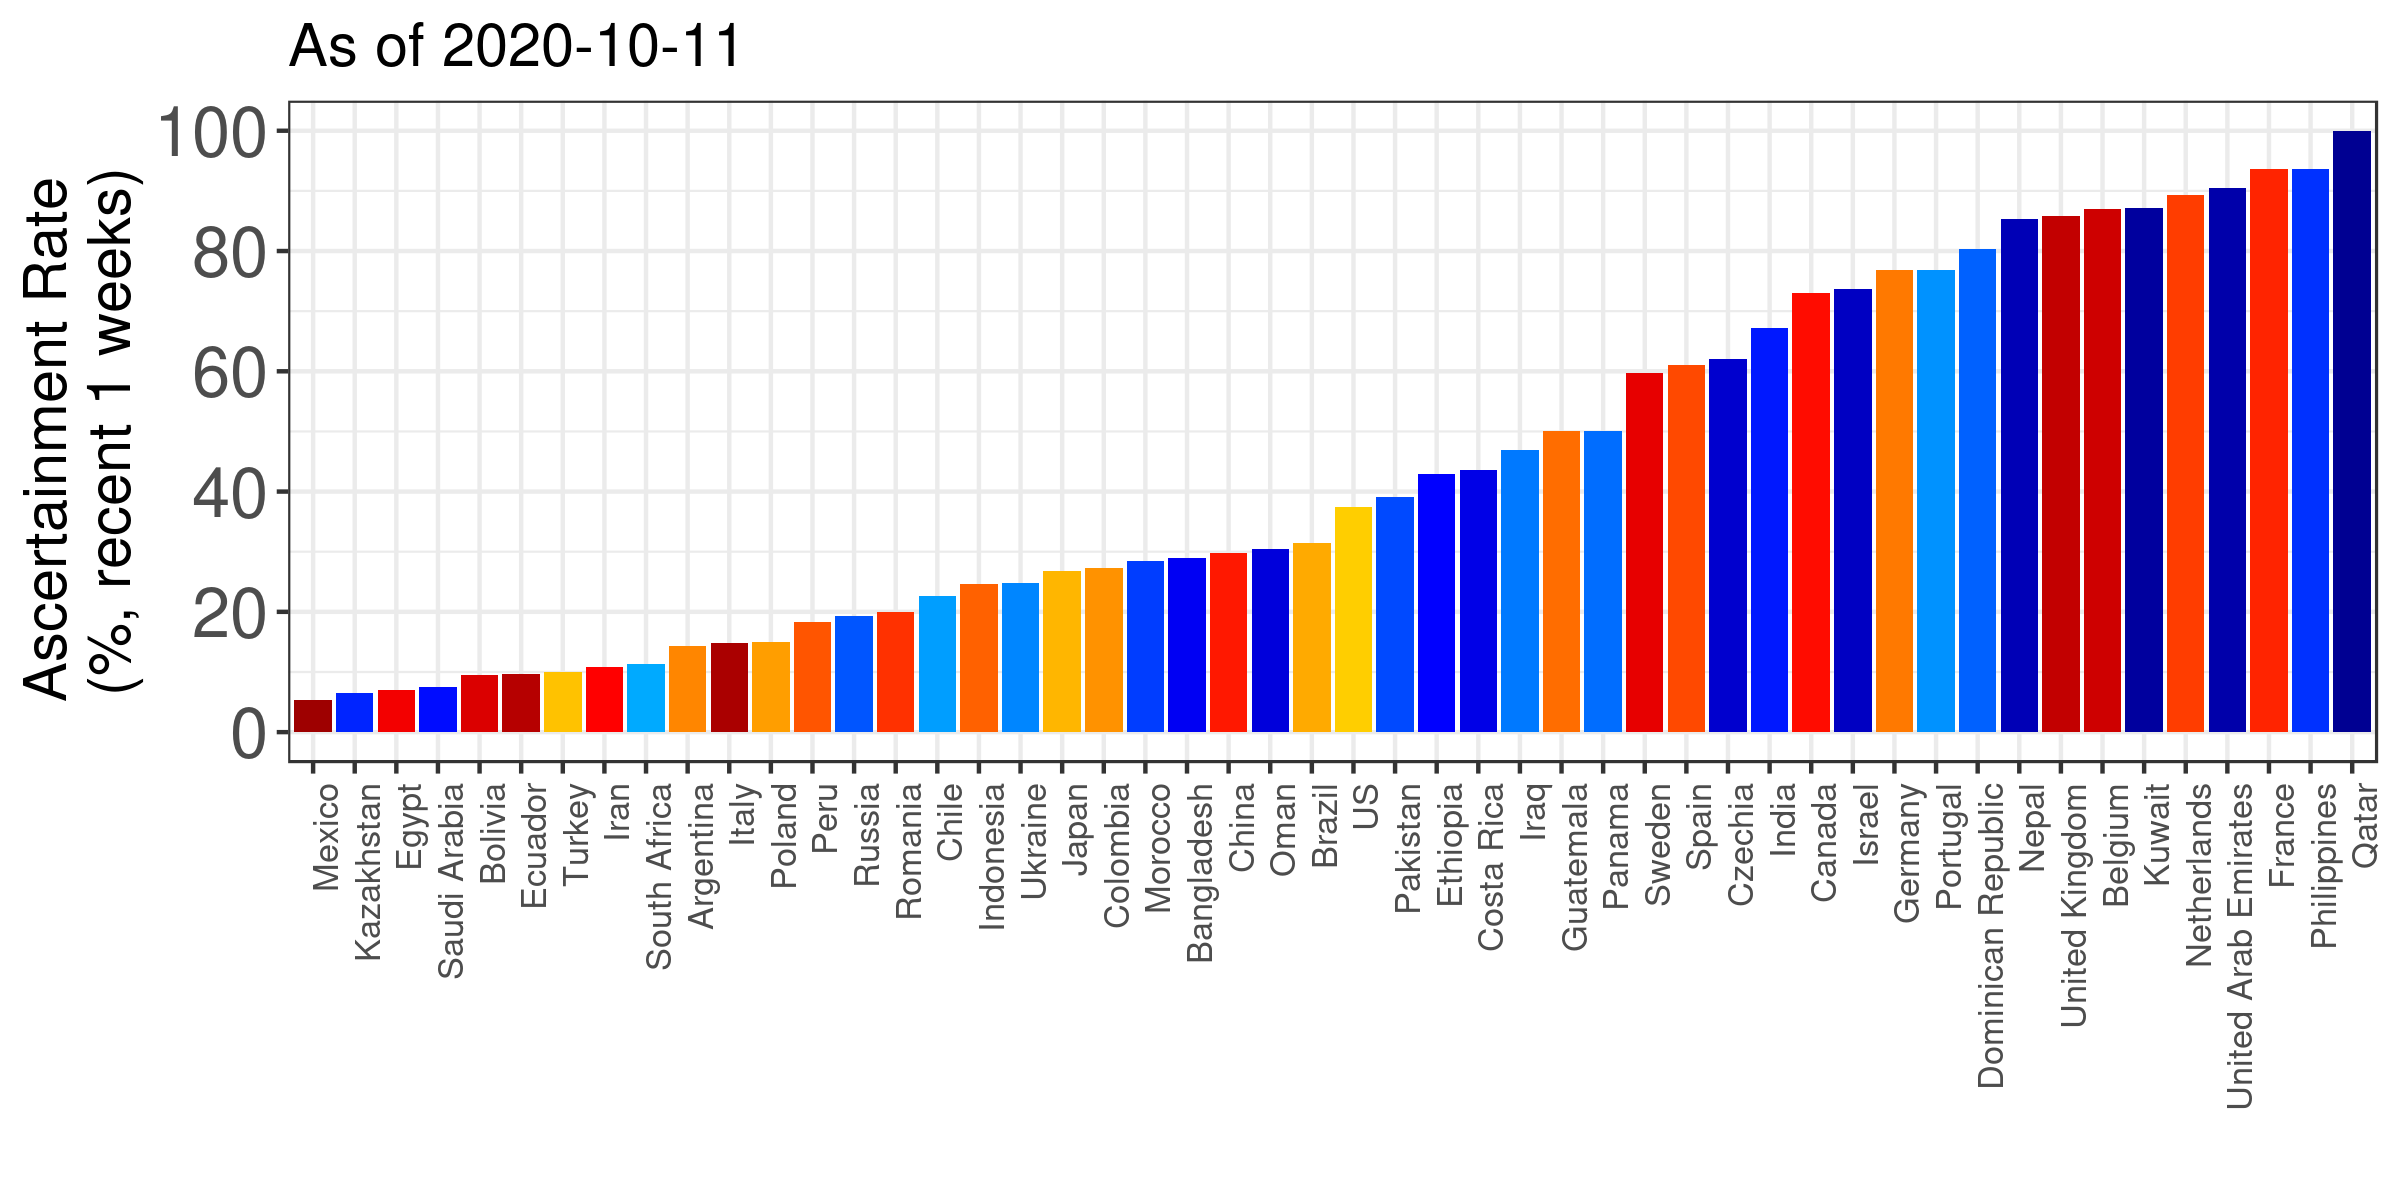 As of 2020-10-11
Ascertainment Rate
(%, recent 1 weeks)
100
80
60
40
20
0
Mexico
Kazakhstan
Egypt
Saudi Arabia
Bolivia
Ecuador
Turkey
Iran
South Africa
Argentina
Italy
Poland
Peru
Russia
Romania
Chile
Indonesia
Ukraine
Japan
Colombia
Morocco
Bangladesh
China
Oman
Brazil
US
Pakistan
Ethiopia
Costa Rica
Iraq
Guatemala
Panama
Sweden
Spain
Czechia
India
Canada
Israel
Germany
Portugal
Dominican Republic
Nepal
United Kingdom
Belgium
Kuwait
Netherlands
United Arab Emirates
France
Philippines
Qatar